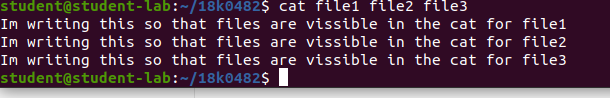 student@student-lab:~/18k0482$ cat file1 file2 file3
Im writing this so that files are vissible in the cat for file1
Im writing this so that files are vissible in the cat for file2
Im writing this so that files are vissible in the cat for file3
student@student-lab:~/18k0482$